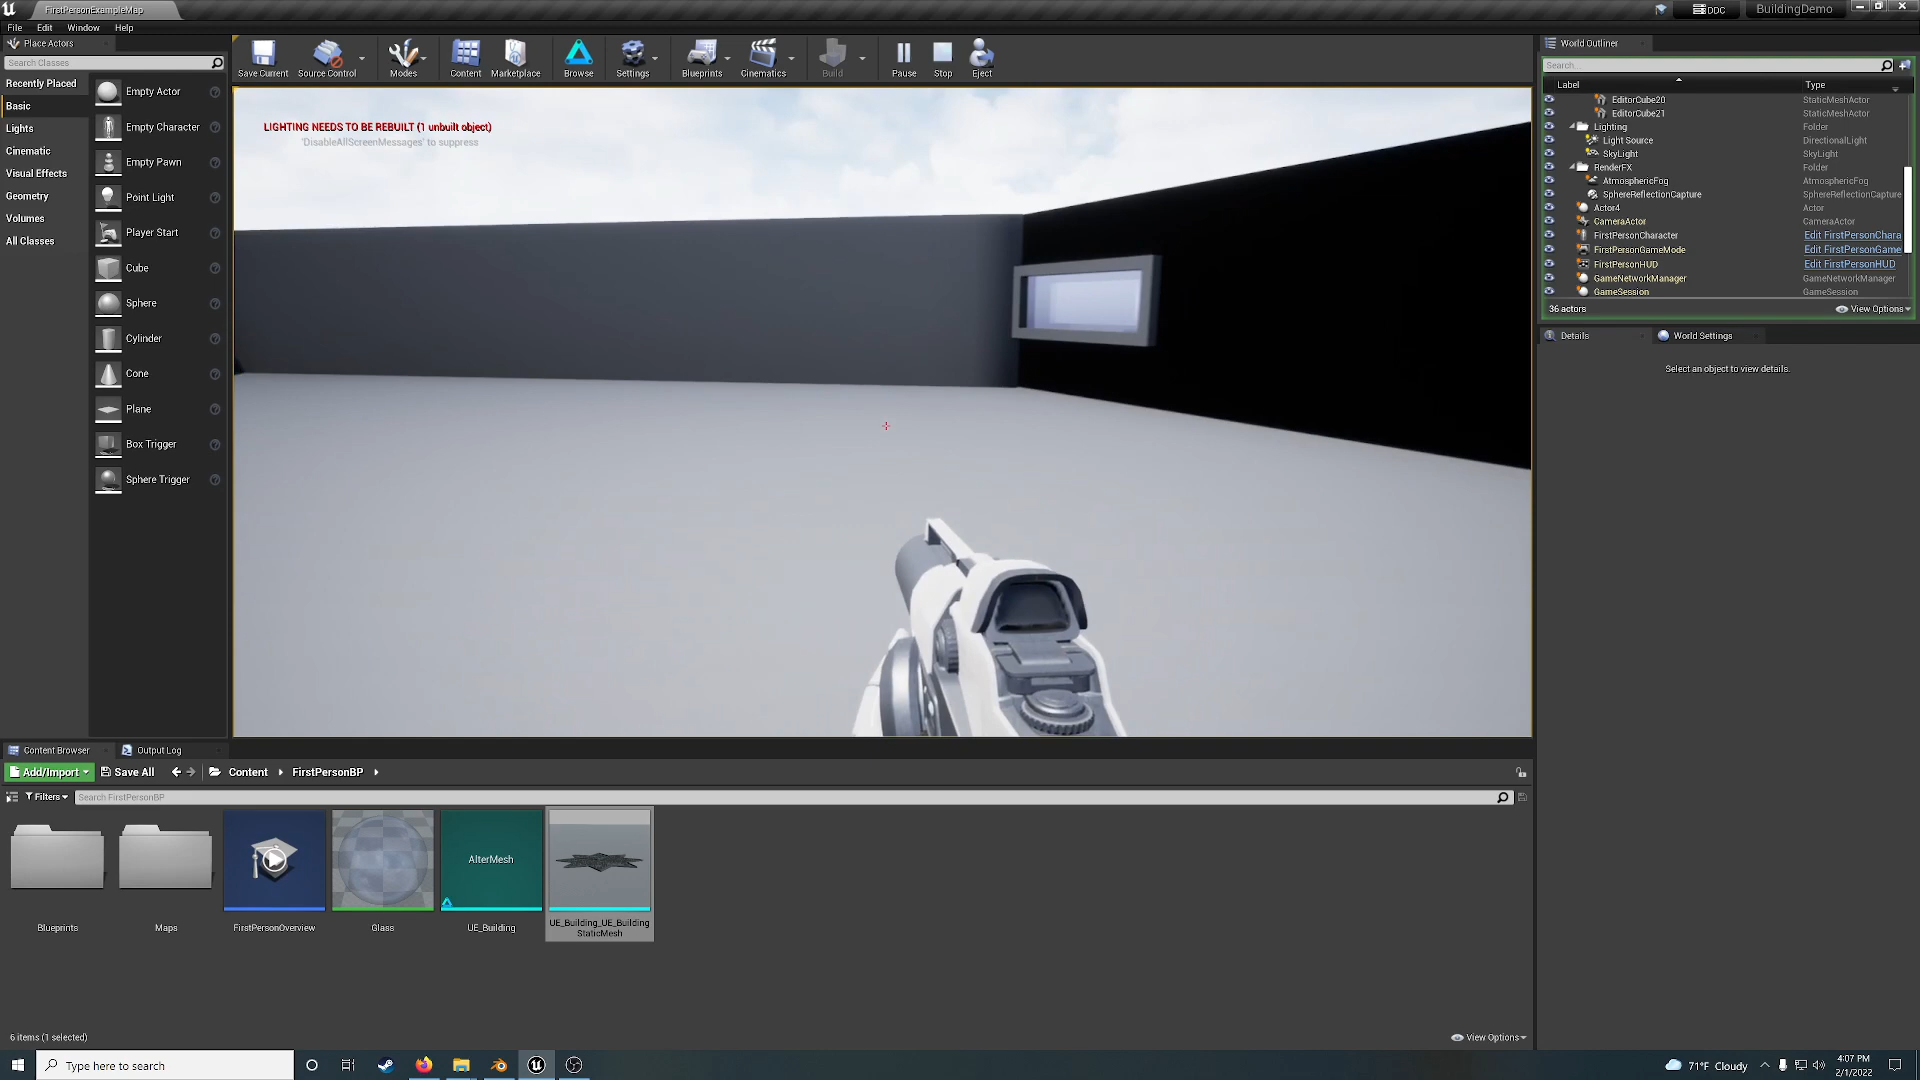 FirstPersonExampleMap
DDC
BuildingDemo
File Edit Window Help
Place Actors
Search Classes
Recently Placed
Basic
Lights
Cinematic
Visual Effects
Geometry
Volumes
All Classes
Empty Actor
Empty Character
Empty Pawn
Point Light
Player Start
Cube
Sphere
Cylinder
Cone
Plane
Box Trigger
Sphere Trigger
Save Current
Source Control
Modes
Content
Marketplace
Browse
Settings
Blueprints
Cinematics
Build
Pause
Stop
Eject
LIGHTING NEEDS TO BE REBUILT (1 unbuilt object)
'DisableAllScreenMessages' to suppress
World Outliner
Search...
Label Type
EditorCube20 StaticMeshActor
EditorCube21 StaticMeshActor
Lighting Folder
Light Source DirectionalLight
SkyLight SkyLight
RenderFX Folder
AtmosphericFog AtmosphericFog
SphereReflectionCapture SphereReflectionCapture
Actor4 Actor
CameraActor CameraActor
FirstPersonCharacter Edit FirstPersonChara
FirstPersonGameMode Edit FirstPersonGame
FirstPersonHUD Edit FirstPersonHUD
GameNetworkManager GameNetworkManager
GameSession GameSession
36 actors
View Options
Details
World Settings
Select an object to view details.
Content Browser
Output Log
Add/Import
Save All
Content
FirstPersonBP
Filters
Search FirstPersonBP
Blueprints
Maps
FirstPersonOverview
Glass
AlterMesh
UE_Building
UE_Building_UE_Building
StaticMesh
6 items (1 selected)
View Options
Type here to search
71°F Cloudy
4:07 PM
2/1/2022